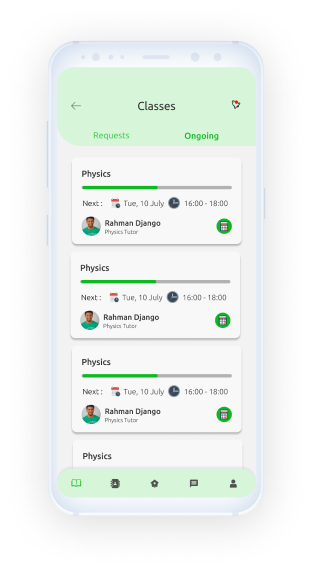 Classes
Requests Ongoing
Physics
Next : Tue, 10 July 16:00 - 18:00
Rahman Django
Physics Tutor
Physics
Next : Tue, 10 July 16:00 - 18:00
Rahman Django
Physics Tutor
Physics
Next : Tue, 10 July 16:00 - 18:00
Rahman Django
Physics Tutor
Physics